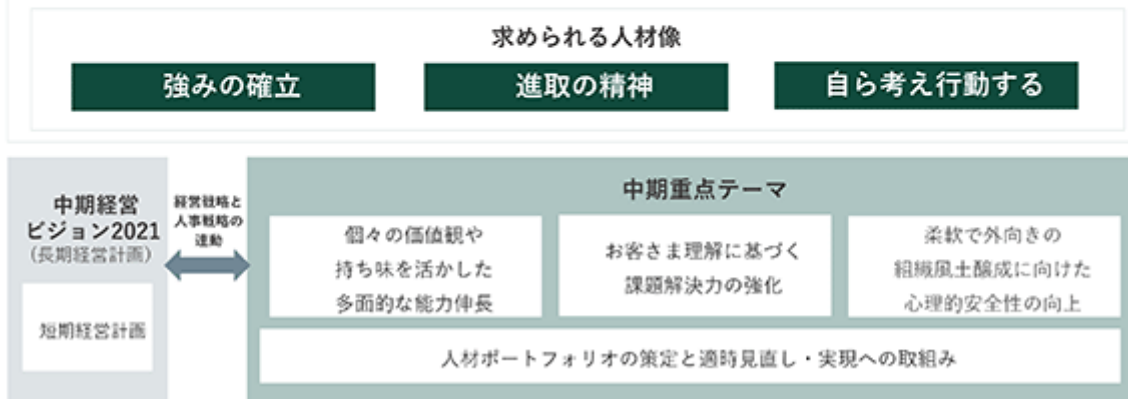 求められる人材像
強みの確立
進取の精神
自ら考え行動する
中期経営
ビジョン2021
(長期経営計画)
短期経営計画
経営戦略と
人事戦略の
連動
中期重点テーマ
個々の価値観や
持ち味を活かした
多面的な能力伸長
お客さま理解に基づく
課題解決力の強化
柔軟で外向きの
組織風土醸成に向けた
心理的安全性の向上
人材ポートフォリオの策定と適時見直し・実現への取組み